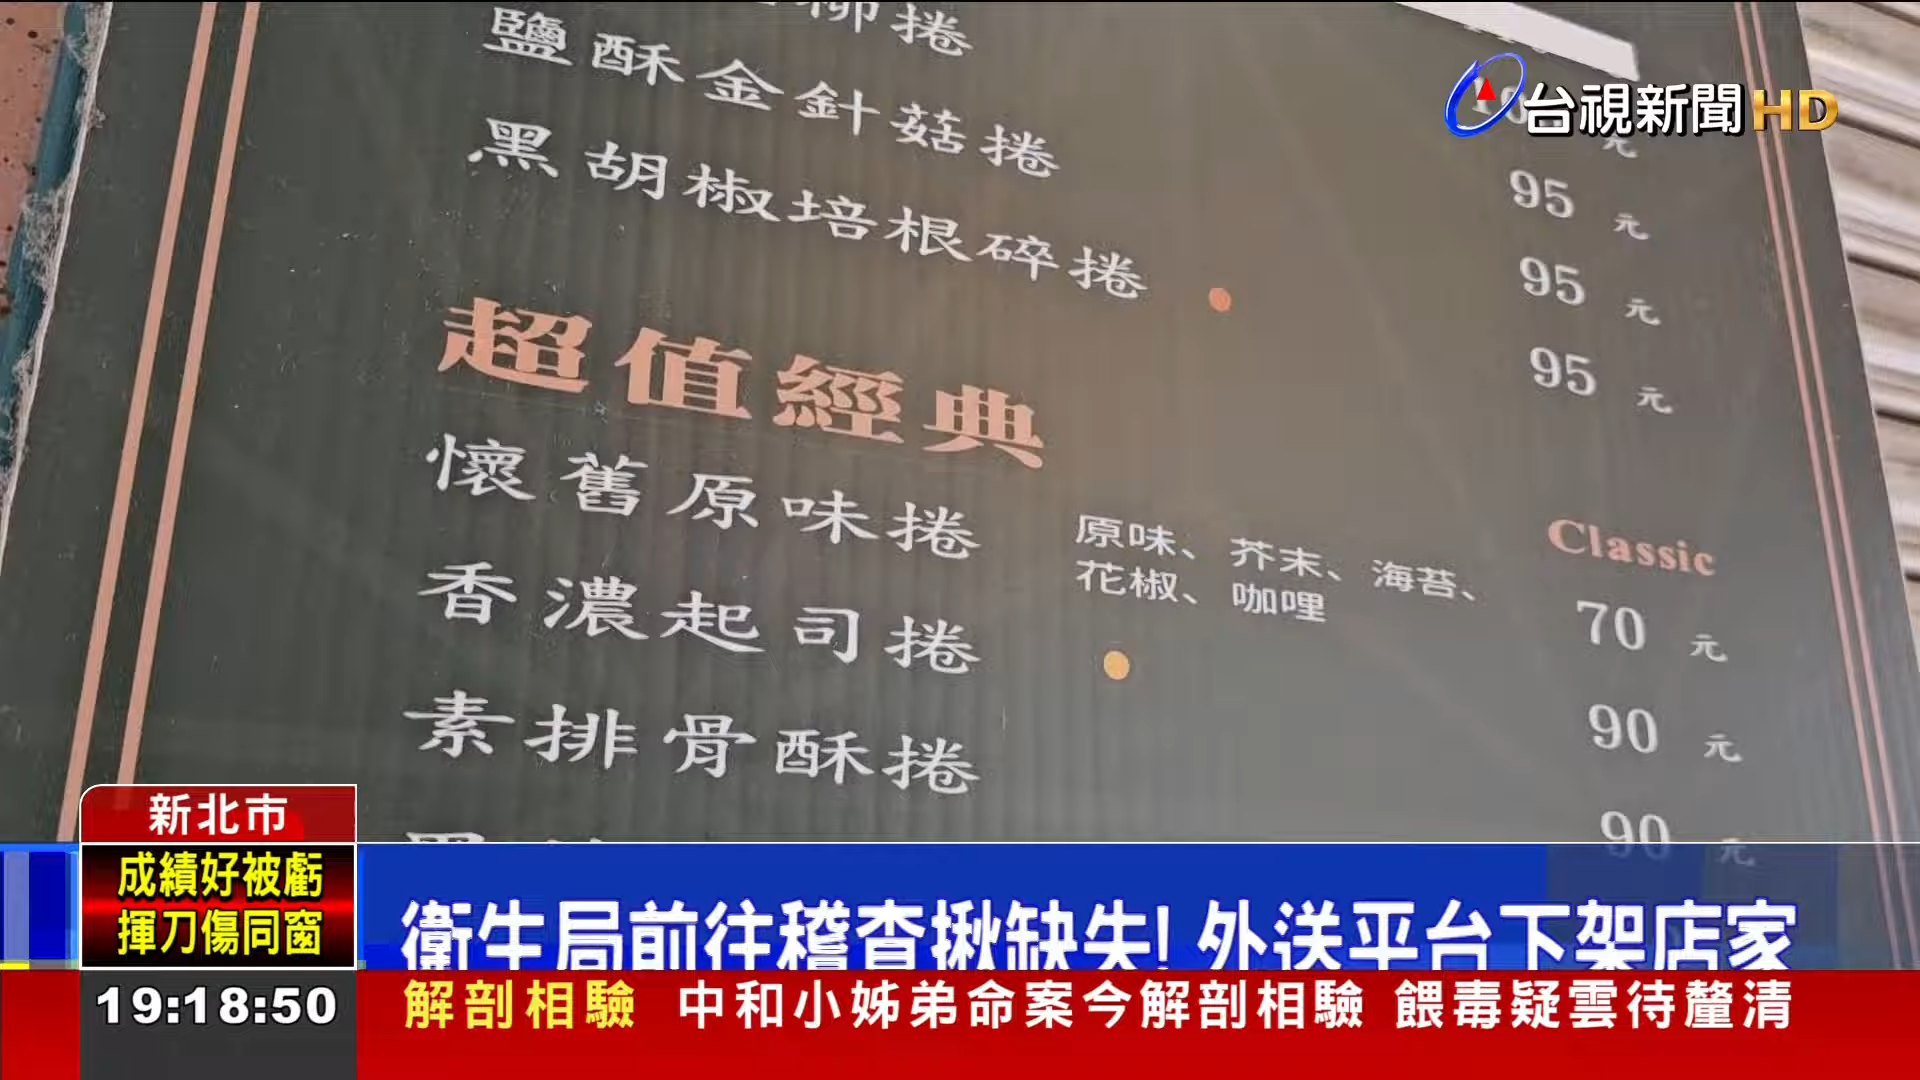 柳捲
鹽酥金針菇捲
黑胡椒培根碎捲
元
95 元
95 元
95 元
超值經典
Classic
懷舊原味捲
原味、芥末、海苔、
花椒、咖哩
70 元
香濃起司捲
90 元
素排骨酥捲
90 元
台視新聞HD
新北市
成績好被虧
揮刀傷同窗
衛生局前往稽查揪缺失! 外送平台下架店家
19:18:50
解剖相驗 中和小姊弟命案今解剖相驗 餵毒疑雲待釐清